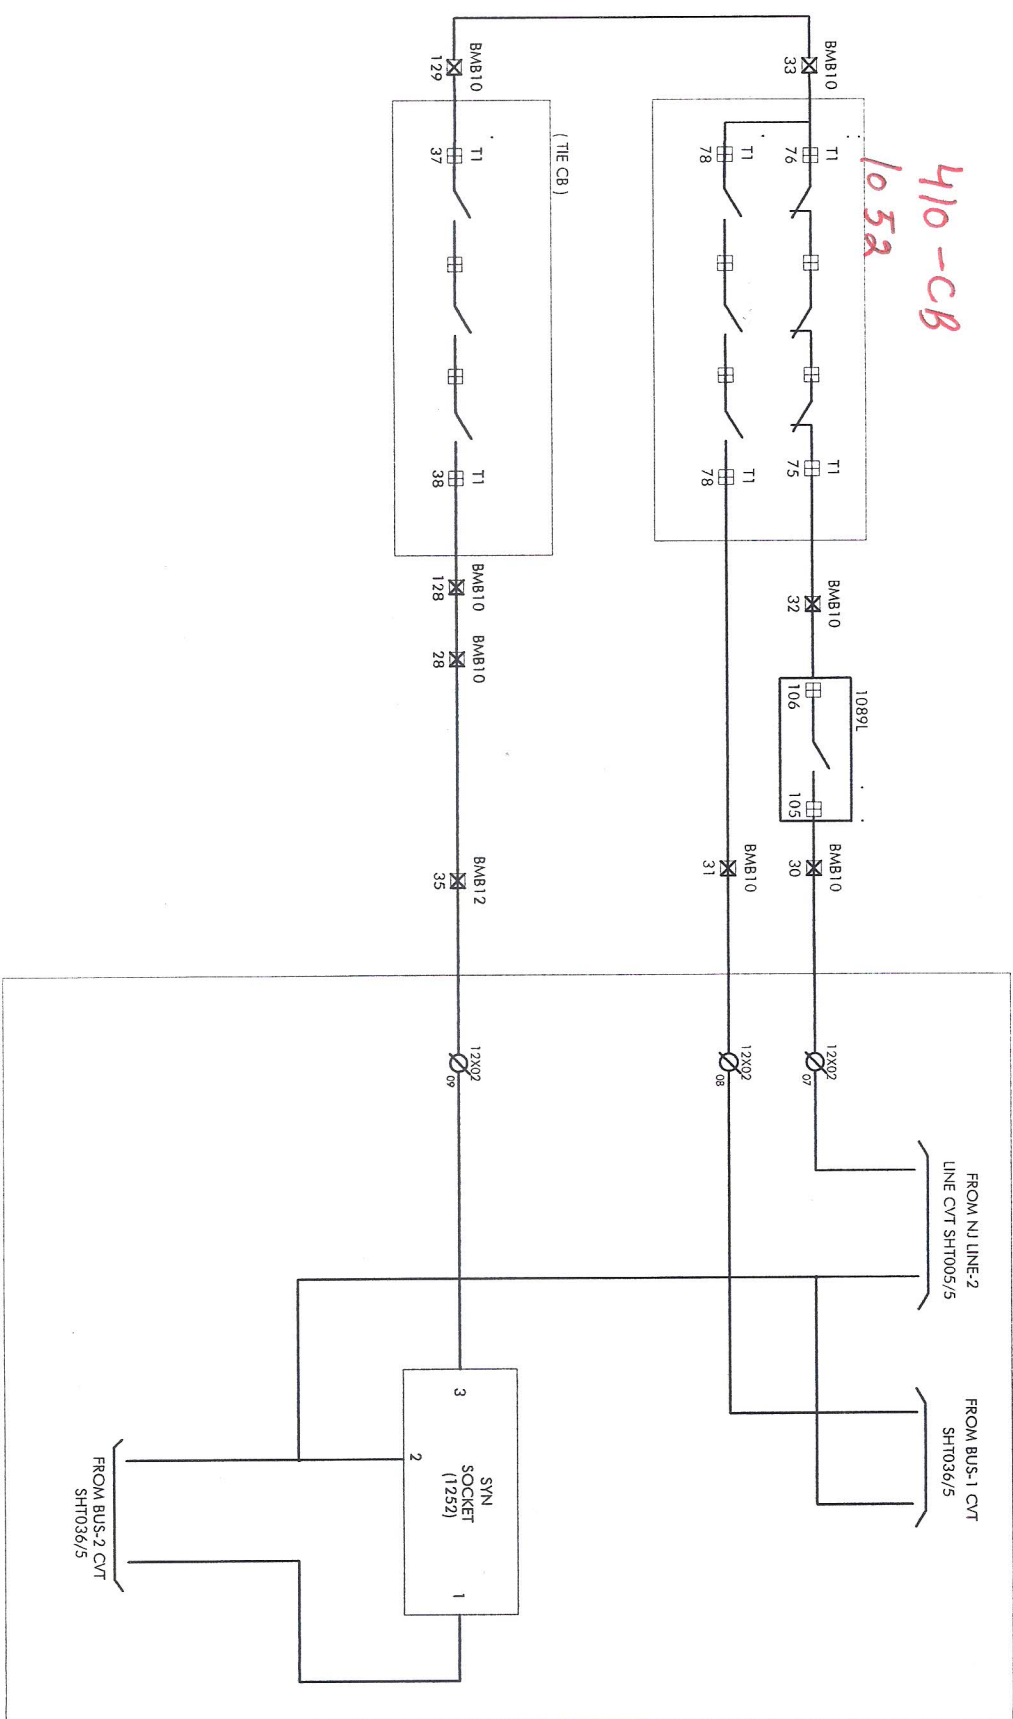 410-CB
1052
BMB10
33
BMB10
129
T1
76
T1
78
T1
75
T1
78
( TIE CB )
T1
37
T1
38
BMB10
32
1089L
106
105
BMB10
30
BMB10
31
BMB10
128
BMB10
28
BMB12
35
12X02
07
12X02
08
12X02
09
FROM NJ LINE-2
LINE CVT SHT005/5
FROM BUS-1 CVT
SHT036/5
3
2
1
SYN
SOCKET
(1252)
FROM BUS-2 CVT
SHT036/5